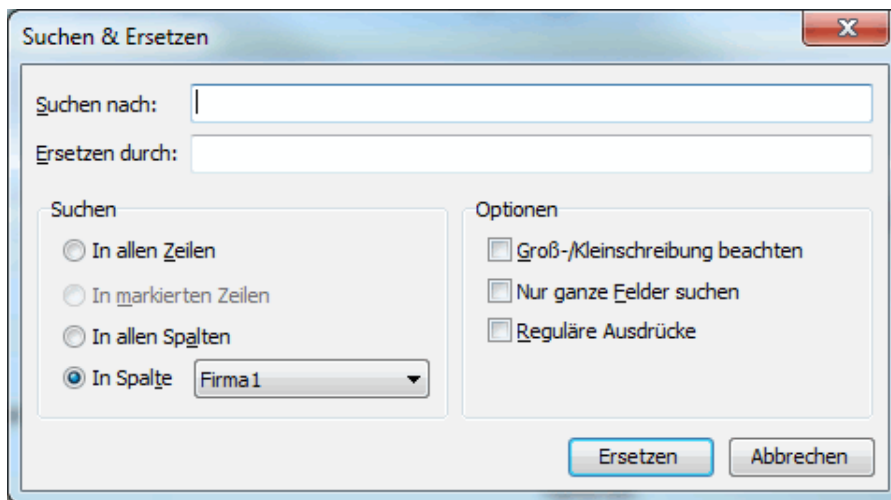 Suchen & Ersetzen
Suchen nach:
Ersetzen durch:
Suchen
In allen Zeilen
In markierten Zeilen
In allen Spalten
In Spalte Firma1
Optionen
Groß-/Kleinschreibung beachten
Nur ganze Felder suchen
Reguläre Ausdrücke
Ersetzen Abbrechen